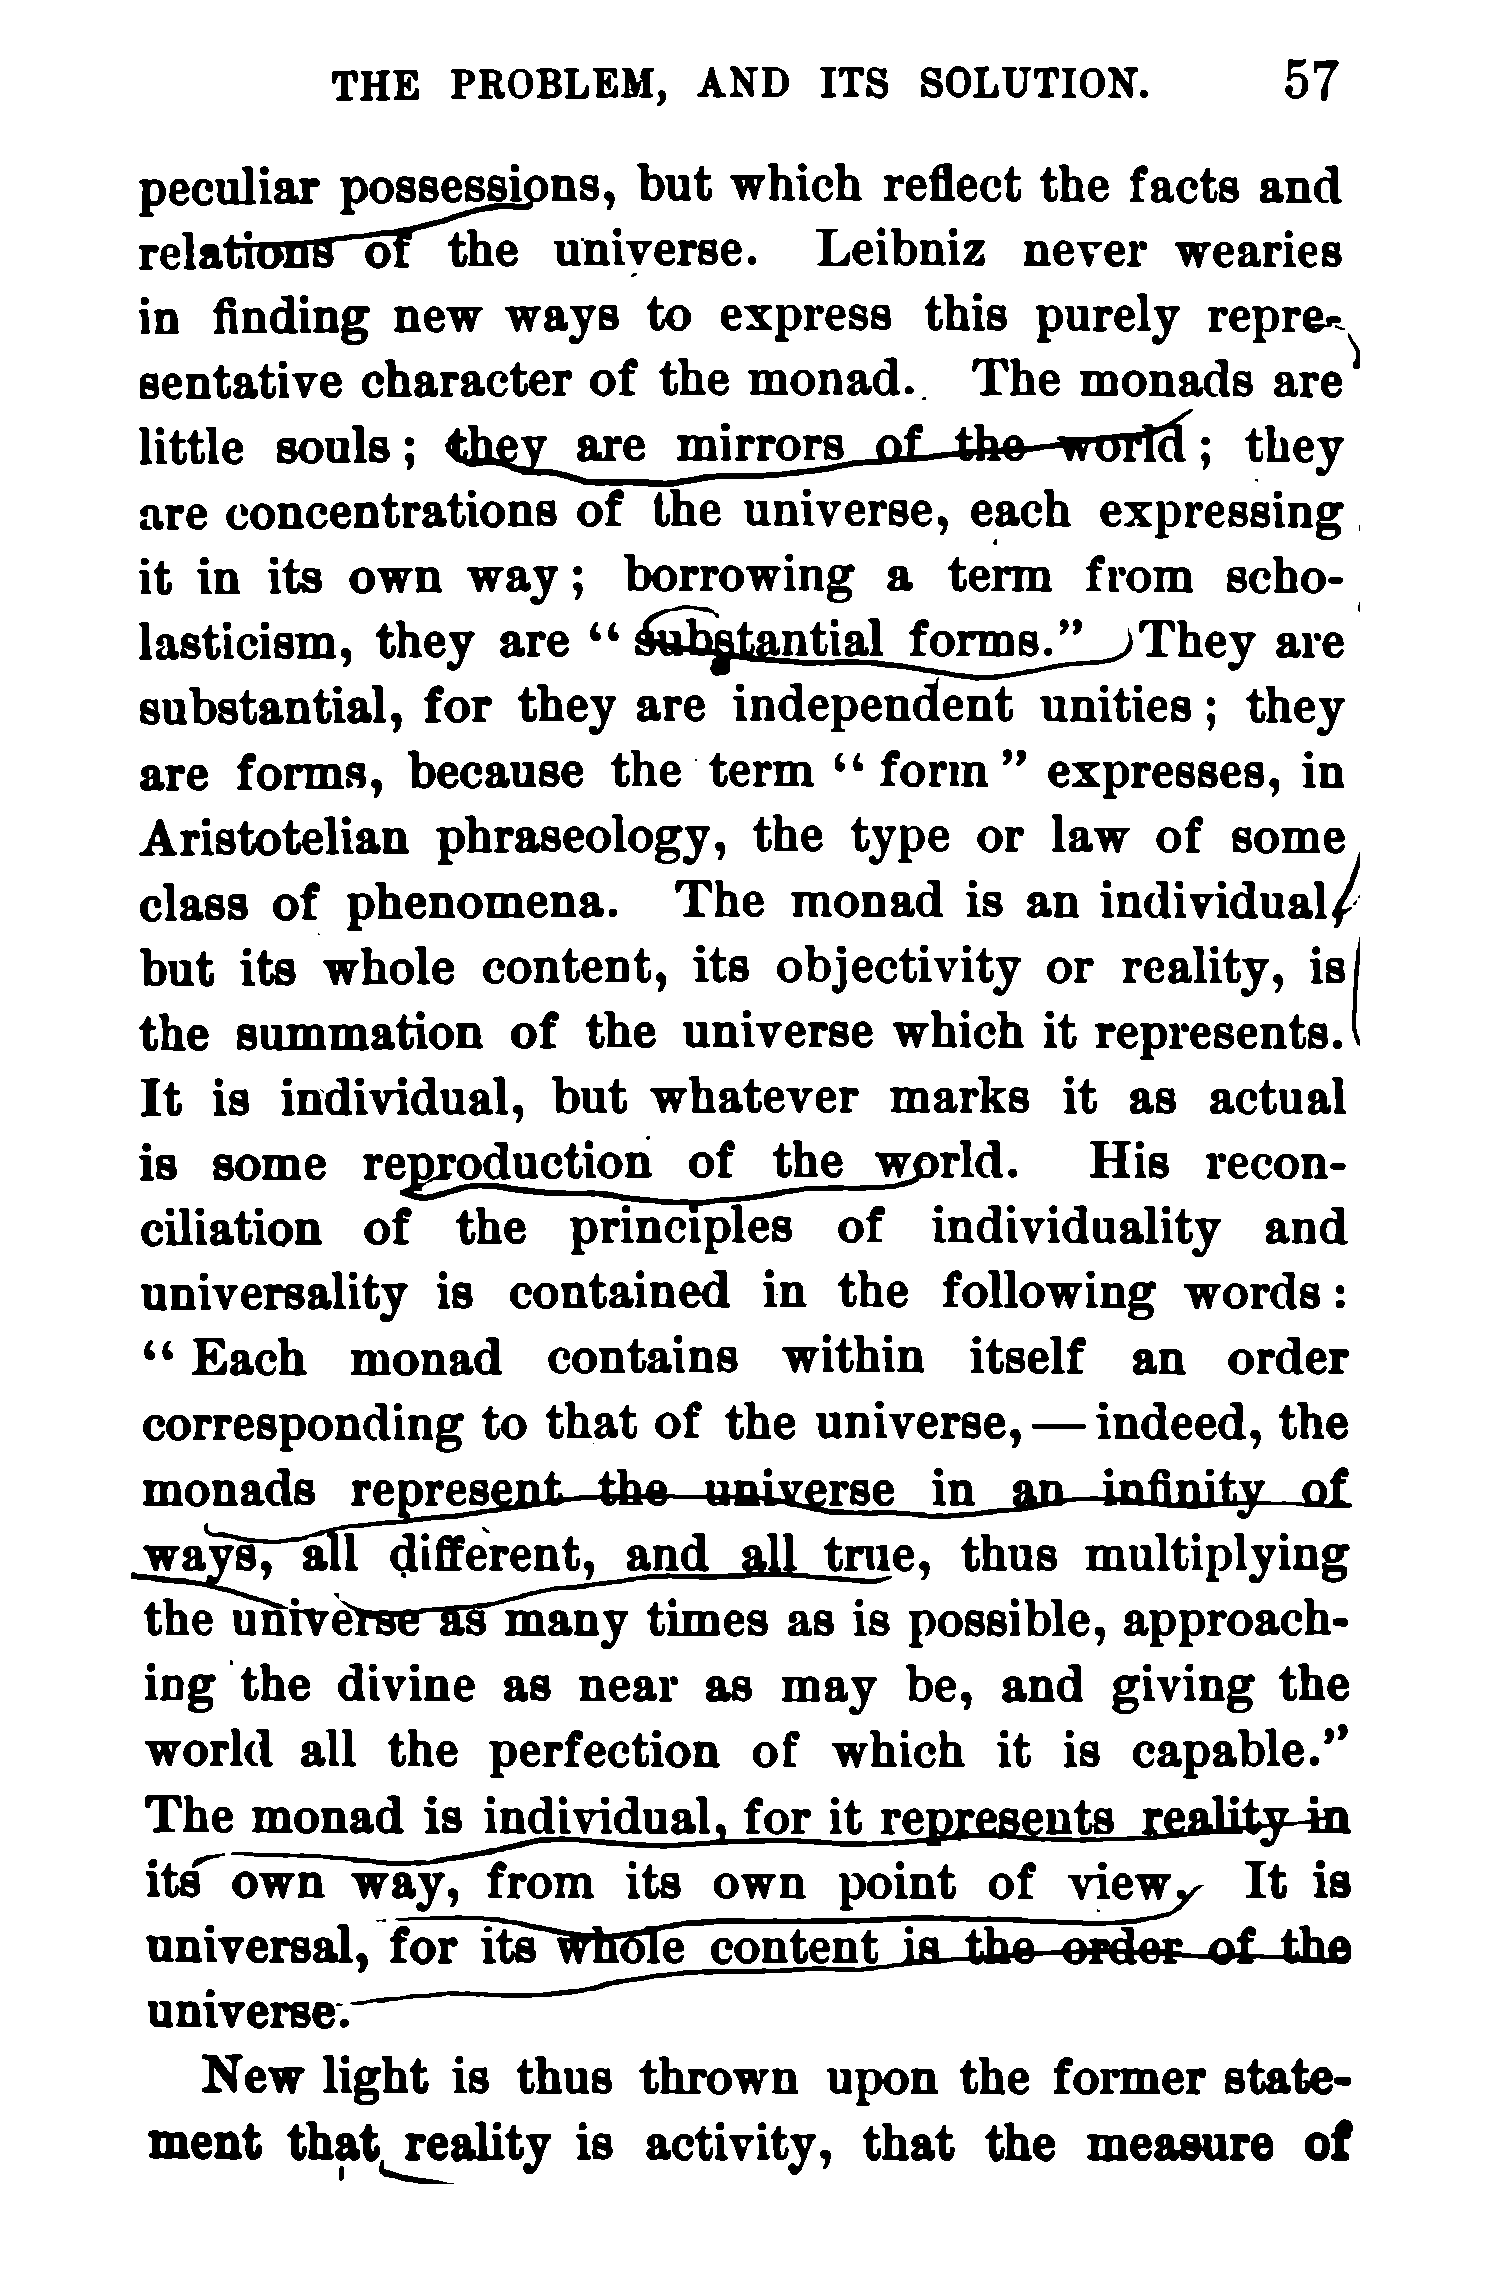 THE PROBLEM, AND ITS SOLUTION. 57
peculiar possessions, but which reflect the facts and
relations of the universe. Leibniz never wearies
in finding new ways to express this purely repre-
sentative character of the monad. The monads are
little souls; they are mirrors of the world; they
are concentrations of the universe, each expressing
it in its own way; borrowing a term from scho-
lasticism, they are “substantial forms.” They are
substantial, for they are independent unities; they
are forms, because the term “form” expresses, in
Aristotelian phraseology, the type or law of some
class of phenomena. The monad is an individual
but its whole content, its objectivity or reality, is
the summation of the universe which it represents.
It is individual, but whatever marks it as actual
is some reproduction of the world. His recon-
ciliation of the principles of individuality and
universality is contained in the following words:
“Each monad contains within itself an order
corresponding to that of the universe,—indeed, the
monads represent the universe in an infinity of
ways, all different, and all true, thus multiplying
the universe as many times as is possible, approach-
ing the divine as near as may be, and giving the
world all the perfection of which it is capable.”
The monad is individual, for it represents reality in
its own way, from its own point of view. It is
universal, for its whole content is the order of the
universe.
New light is thus thrown upon the former state-
ment that reality is activity, that the measure of